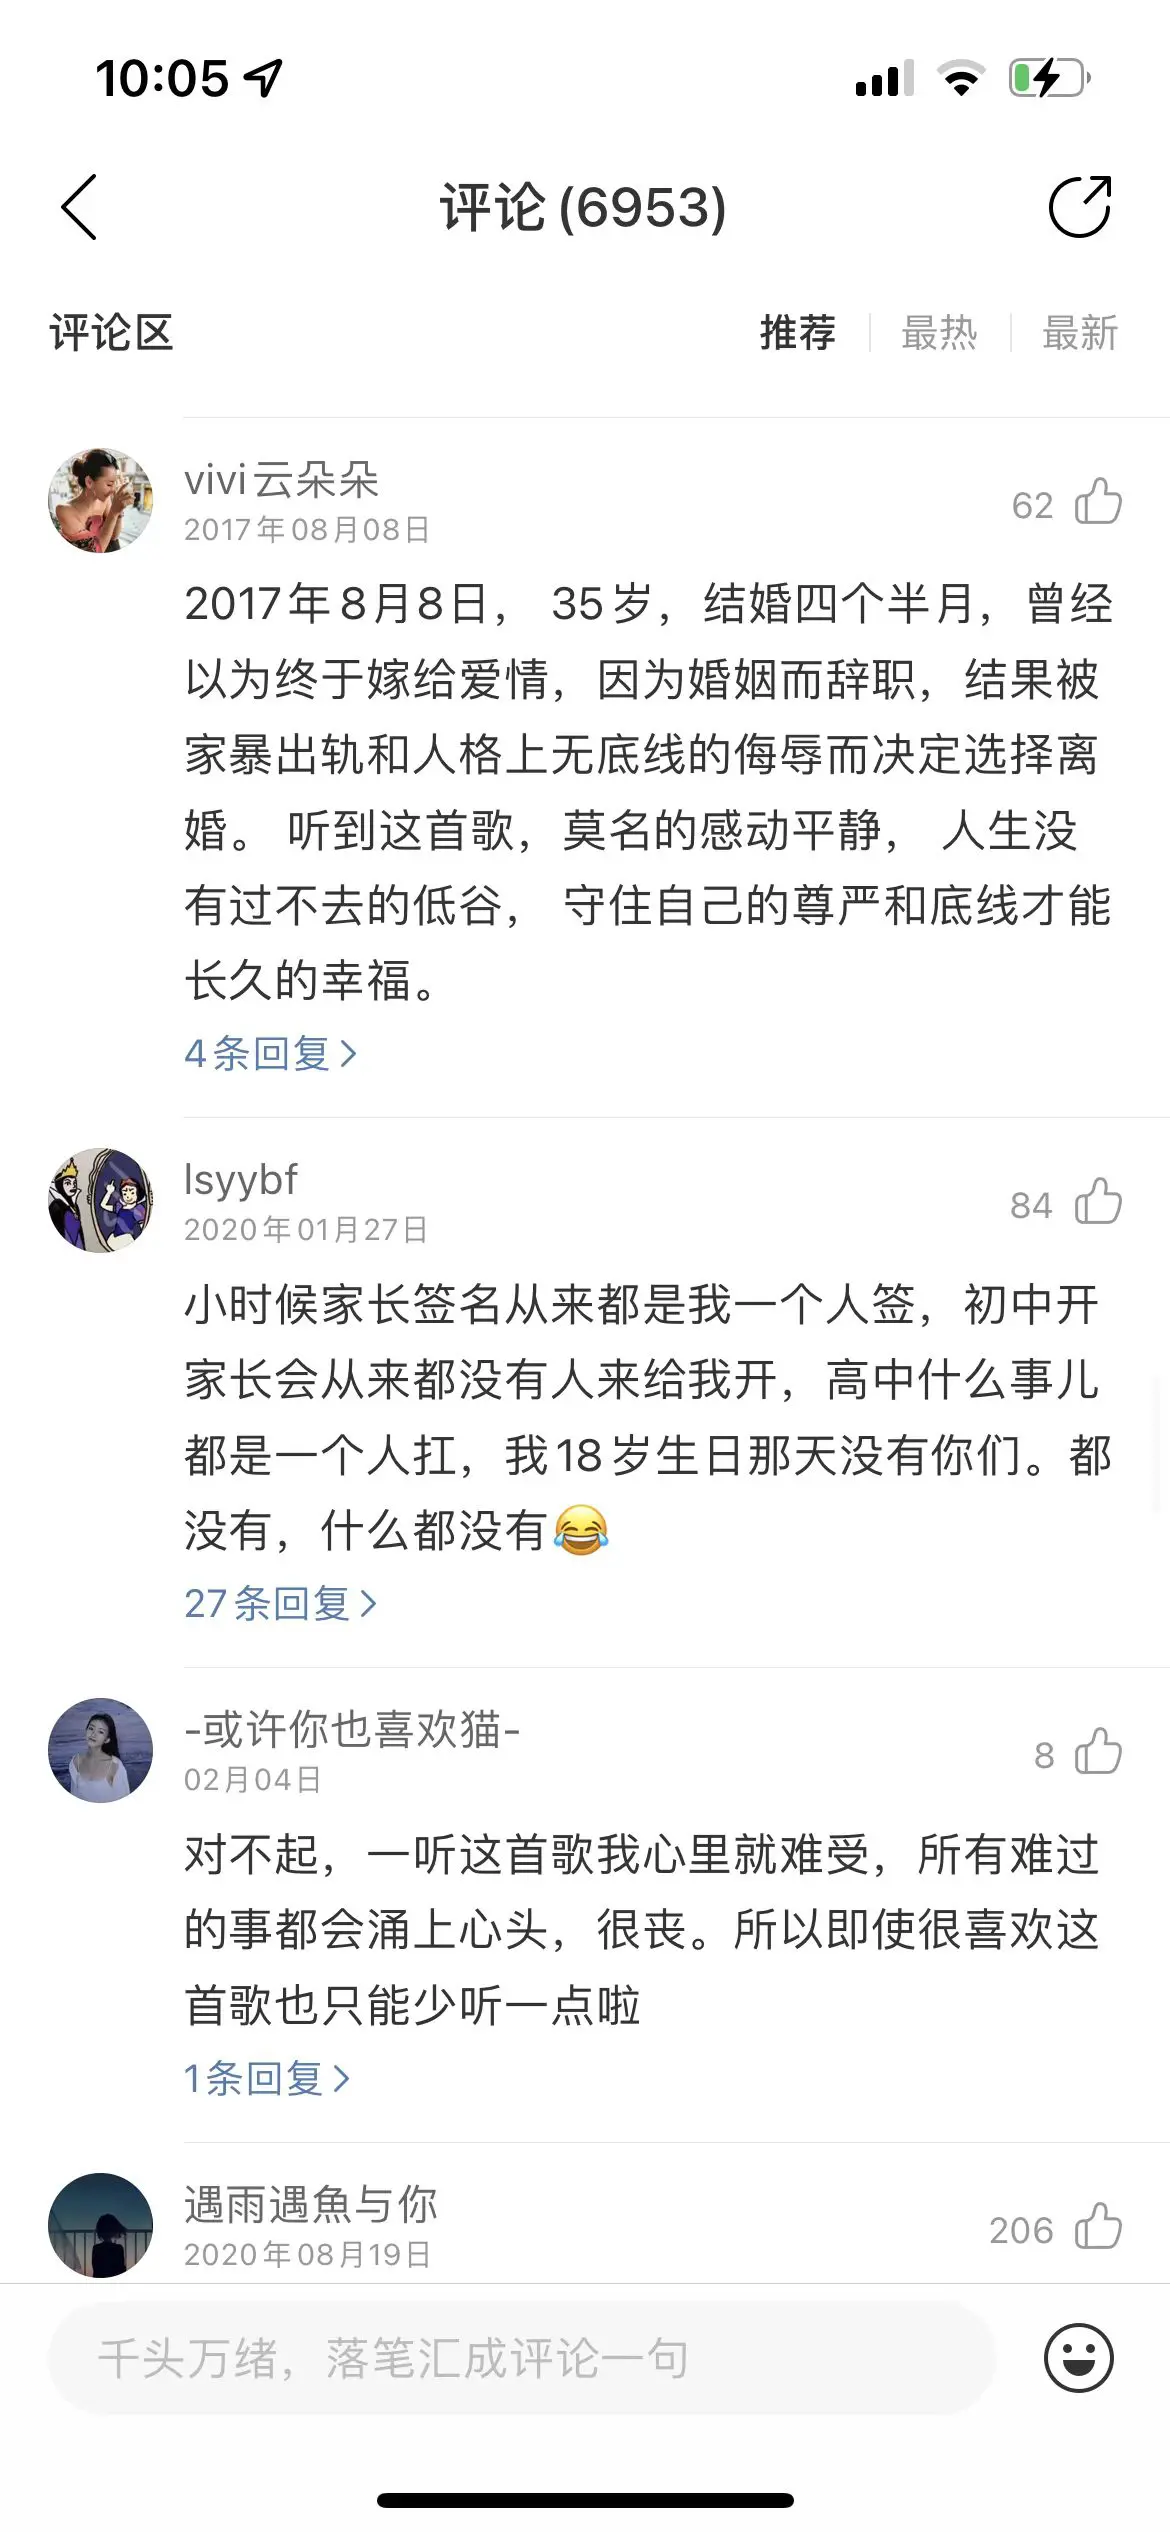 10:05
评论(6953)
评论区
推荐 最热 最新
vivi云朵朵
2017年08月08日
62
2017年8月8日， 35岁，结婚四个半月，曾经
以为终于嫁给爱情，因为婚姻而辞职，结果被
家暴出轨和人格上无底线的侮辱而决定选择离
婚。 听到这首歌，莫名的感动平静， 人生没
有过不去的低谷， 守住自己的尊严和底线才能
长久的幸福。
4条回复
lsyybf
2020年01月27日
84
小时候家长签名从来都是我一个人签，初中开
家长会从来都没有人来给我开，高中什么事儿
都是一个人扛，我18岁生日那天没有你们。都
没有，什么都没有😂
27条回复
-或许你也喜欢猫-
02月04日
8
对不起，一听这首歌我心里就难受，所有难过
的事都会涌上心头，很丧。所以即使很喜欢这
首歌也只能少听一点啦
1条回复
遇雨遇魚与你
2020年08月19日
206
千头万绪，落笔汇成评论一句